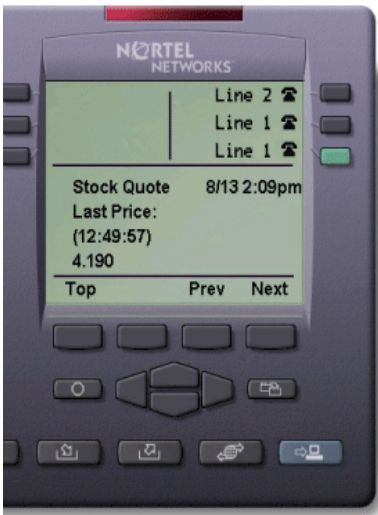 NORTEL
NETWORKS
Line 2
Line 1
Line 1
Stock Quote 8/13 2:09pm
Last Price:
(12:49:57)
4.190
Top Prev Next